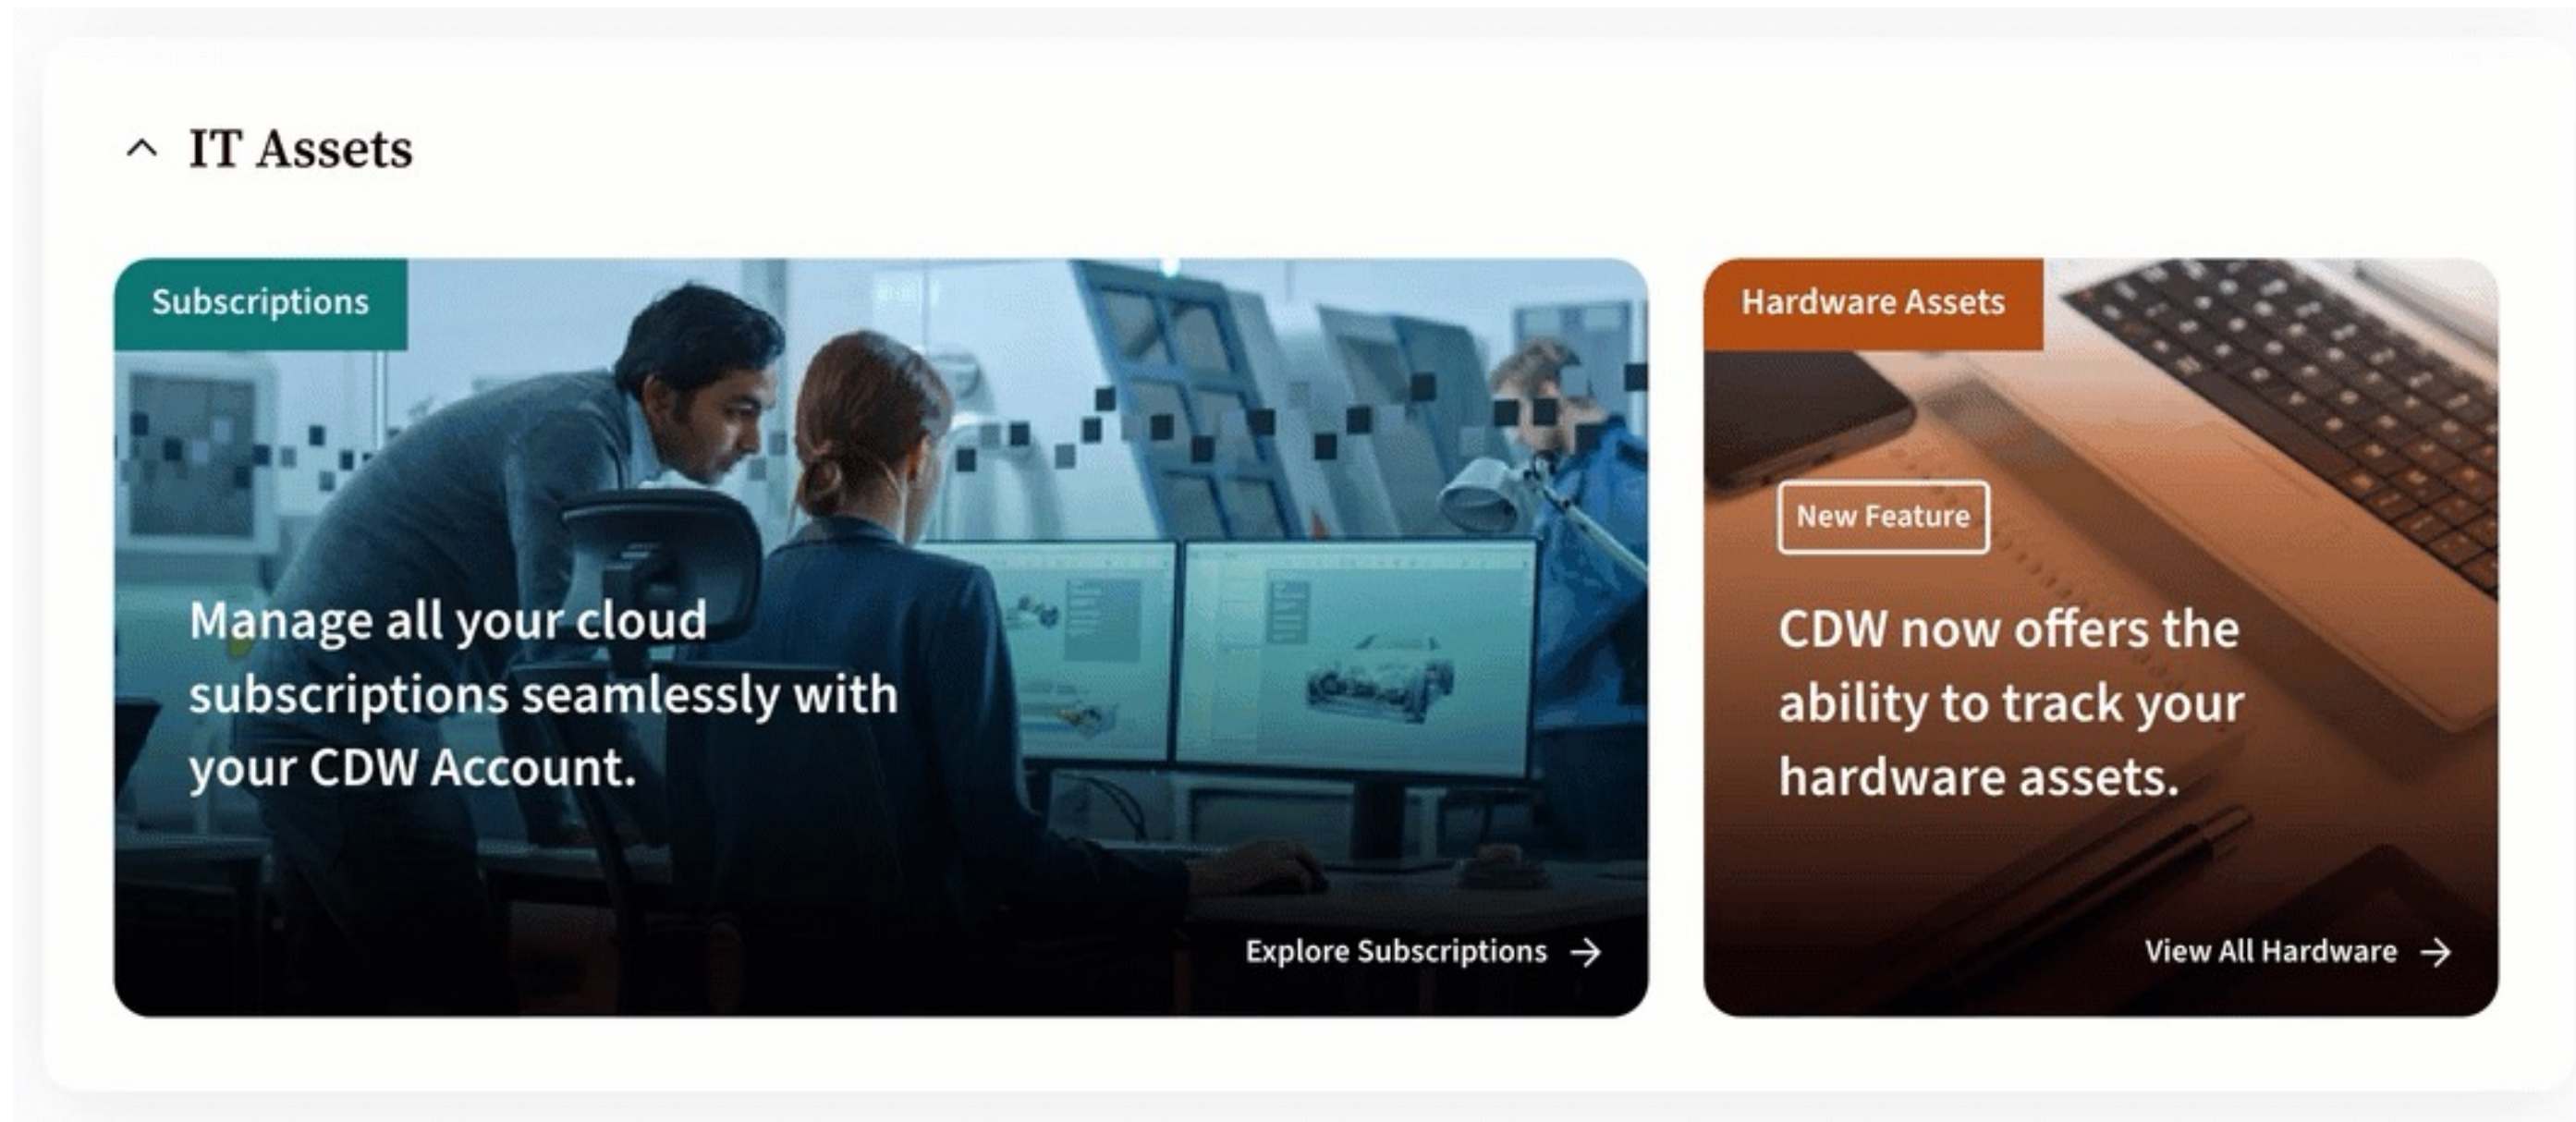 IT Assets
Subscriptions
Manage all your cloud
subscriptions seamlessly with
your CDW Account.
Explore Subscriptions
Hardware Assets
New Feature
CDW now offers the
ability to track your
hardware assets.
View All Hardware